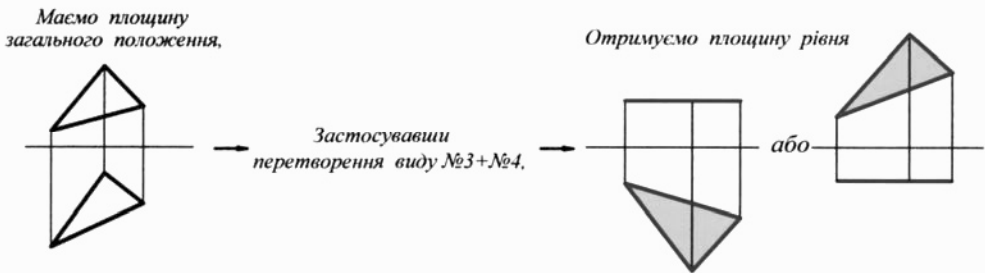 Маємо площину
загального положення,
Застосувавши
перетворення виду №3+№4,
Отримуємо площину рівня
або